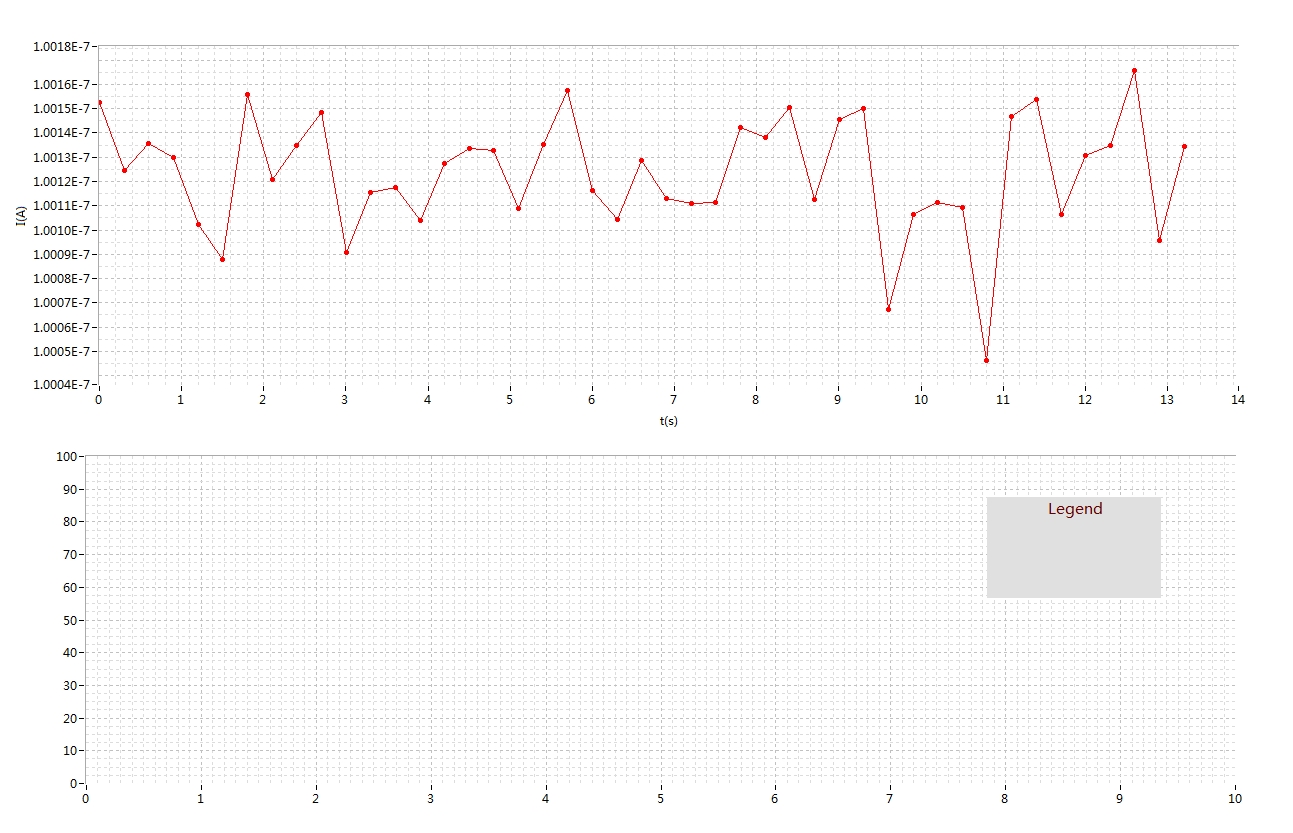 1.0018E-7
1.0016E-7
1.0015E-7
1.0014E-7
1.0013E-7
1.0012E-7
1.0011E-7
1.0010E-7
1.0009E-7
1.0008E-7
1.0007E-7
1.0006E-7
1.0005E-7
1.0004E-7
I(A)
0 1 2 3 4 5 6 7 8 9 10 11 12 13 14
t(s)
100
90
80
70
60
50
40
30
20
10
0
Legend
0 1 2 3 4 5 6 7 8 9 10